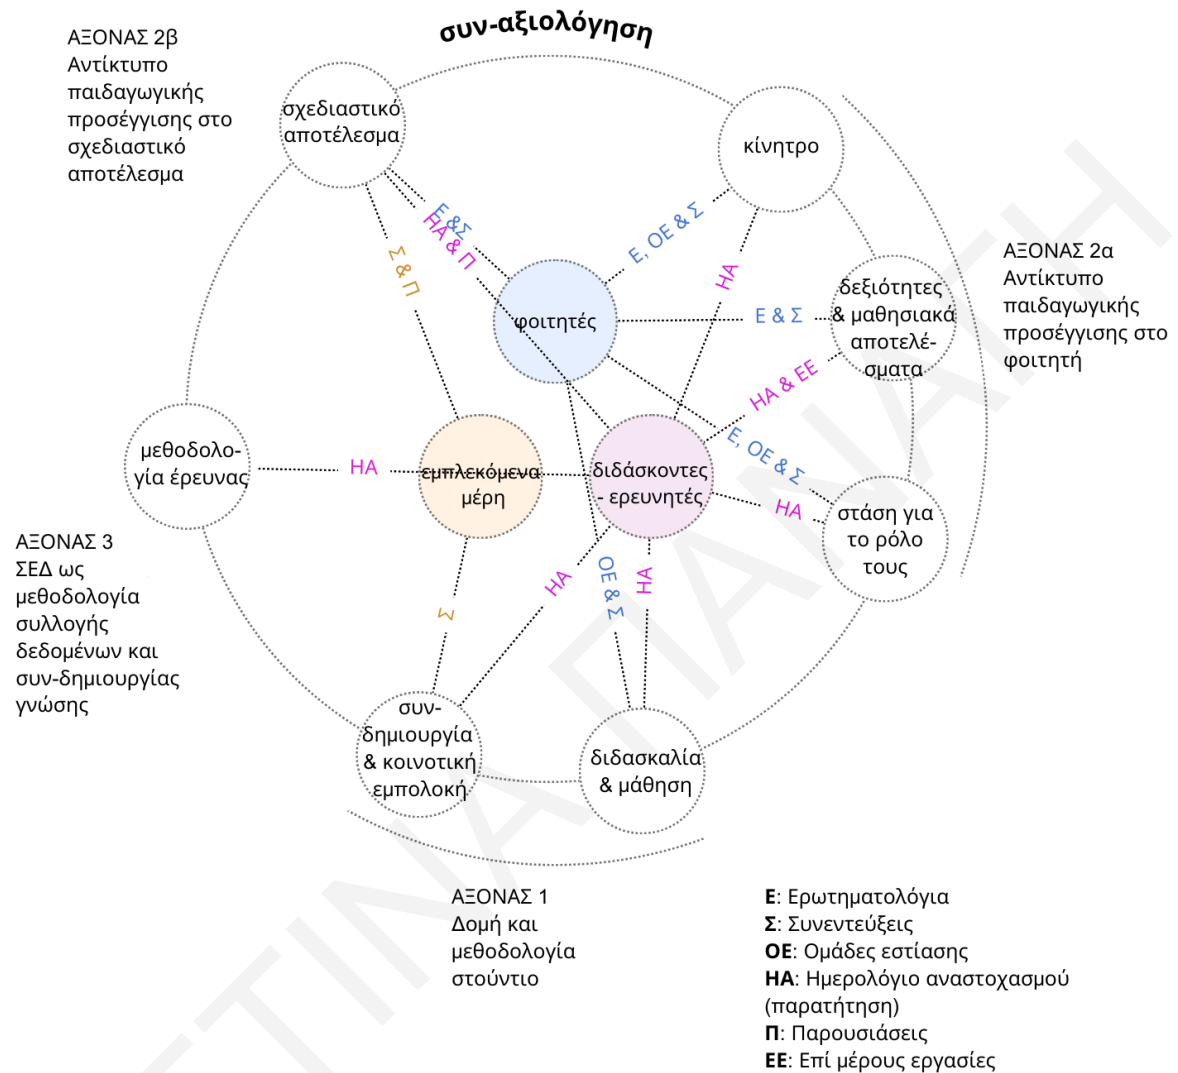 συν-αξιολόγηση
ΑΞΟΝΑΣ 2β
Αντίκτυπο
παιδαγωγικής
προσέγγισης στο
σχεδιαστικό
αποτέλεσμα
σχεδιαστικό
αποτέλεσμα
κίνητρο
Ε &Σ
ΗΑ & Π
Σ & Π
Ε, ΟΕ & Σ
ΗΑ
ΑΞΟΝΑΣ 2α
Αντίκτυπο
παιδαγωγικής
προσέγγισης στο
φοιτητή
δεξιότητες
& μαθησιακά
αποτελέ-
σματα
φοιτητές
Ε & Σ
ΗΑ & ΕΕ
Ε, ΟΕ & Σ
μεθοδολο-
γία έρευνας
ΗΑ
εμπλεκόμενα
μέρη
διδάσκοντες
- ερευνητές
ΗΑ
στάση για
το ρόλο
τους
ΑΞΟΝΑΣ 3
ΣΕΔ ως
μεθοδολογία
συλλογής
δεδομένων και
συν-δημιουργίας
γνώσης
Σ
ΗΑ
ΟΕ & Σ
ΗΑ
συν-
δημιουργία
& κοινοτική
εμπολοκή
διδασκαλία
& μάθηση
ΑΞΟΝΑΣ 1
Δομή και
μεθοδολογία
στούντιο
Ε: Ερωτηματολόγια
Σ: Συνεντεύξεις
ΟΕ: Ομάδες εστίασης
ΗΑ: Ημερολόγιο αναστοχασμού
(παρατήτηση)
Π: Παρουσιάσεις
ΕΕ: Επί μέρους εργασίες
ΤΙΝΑ ΠΑΝΑΓΗ